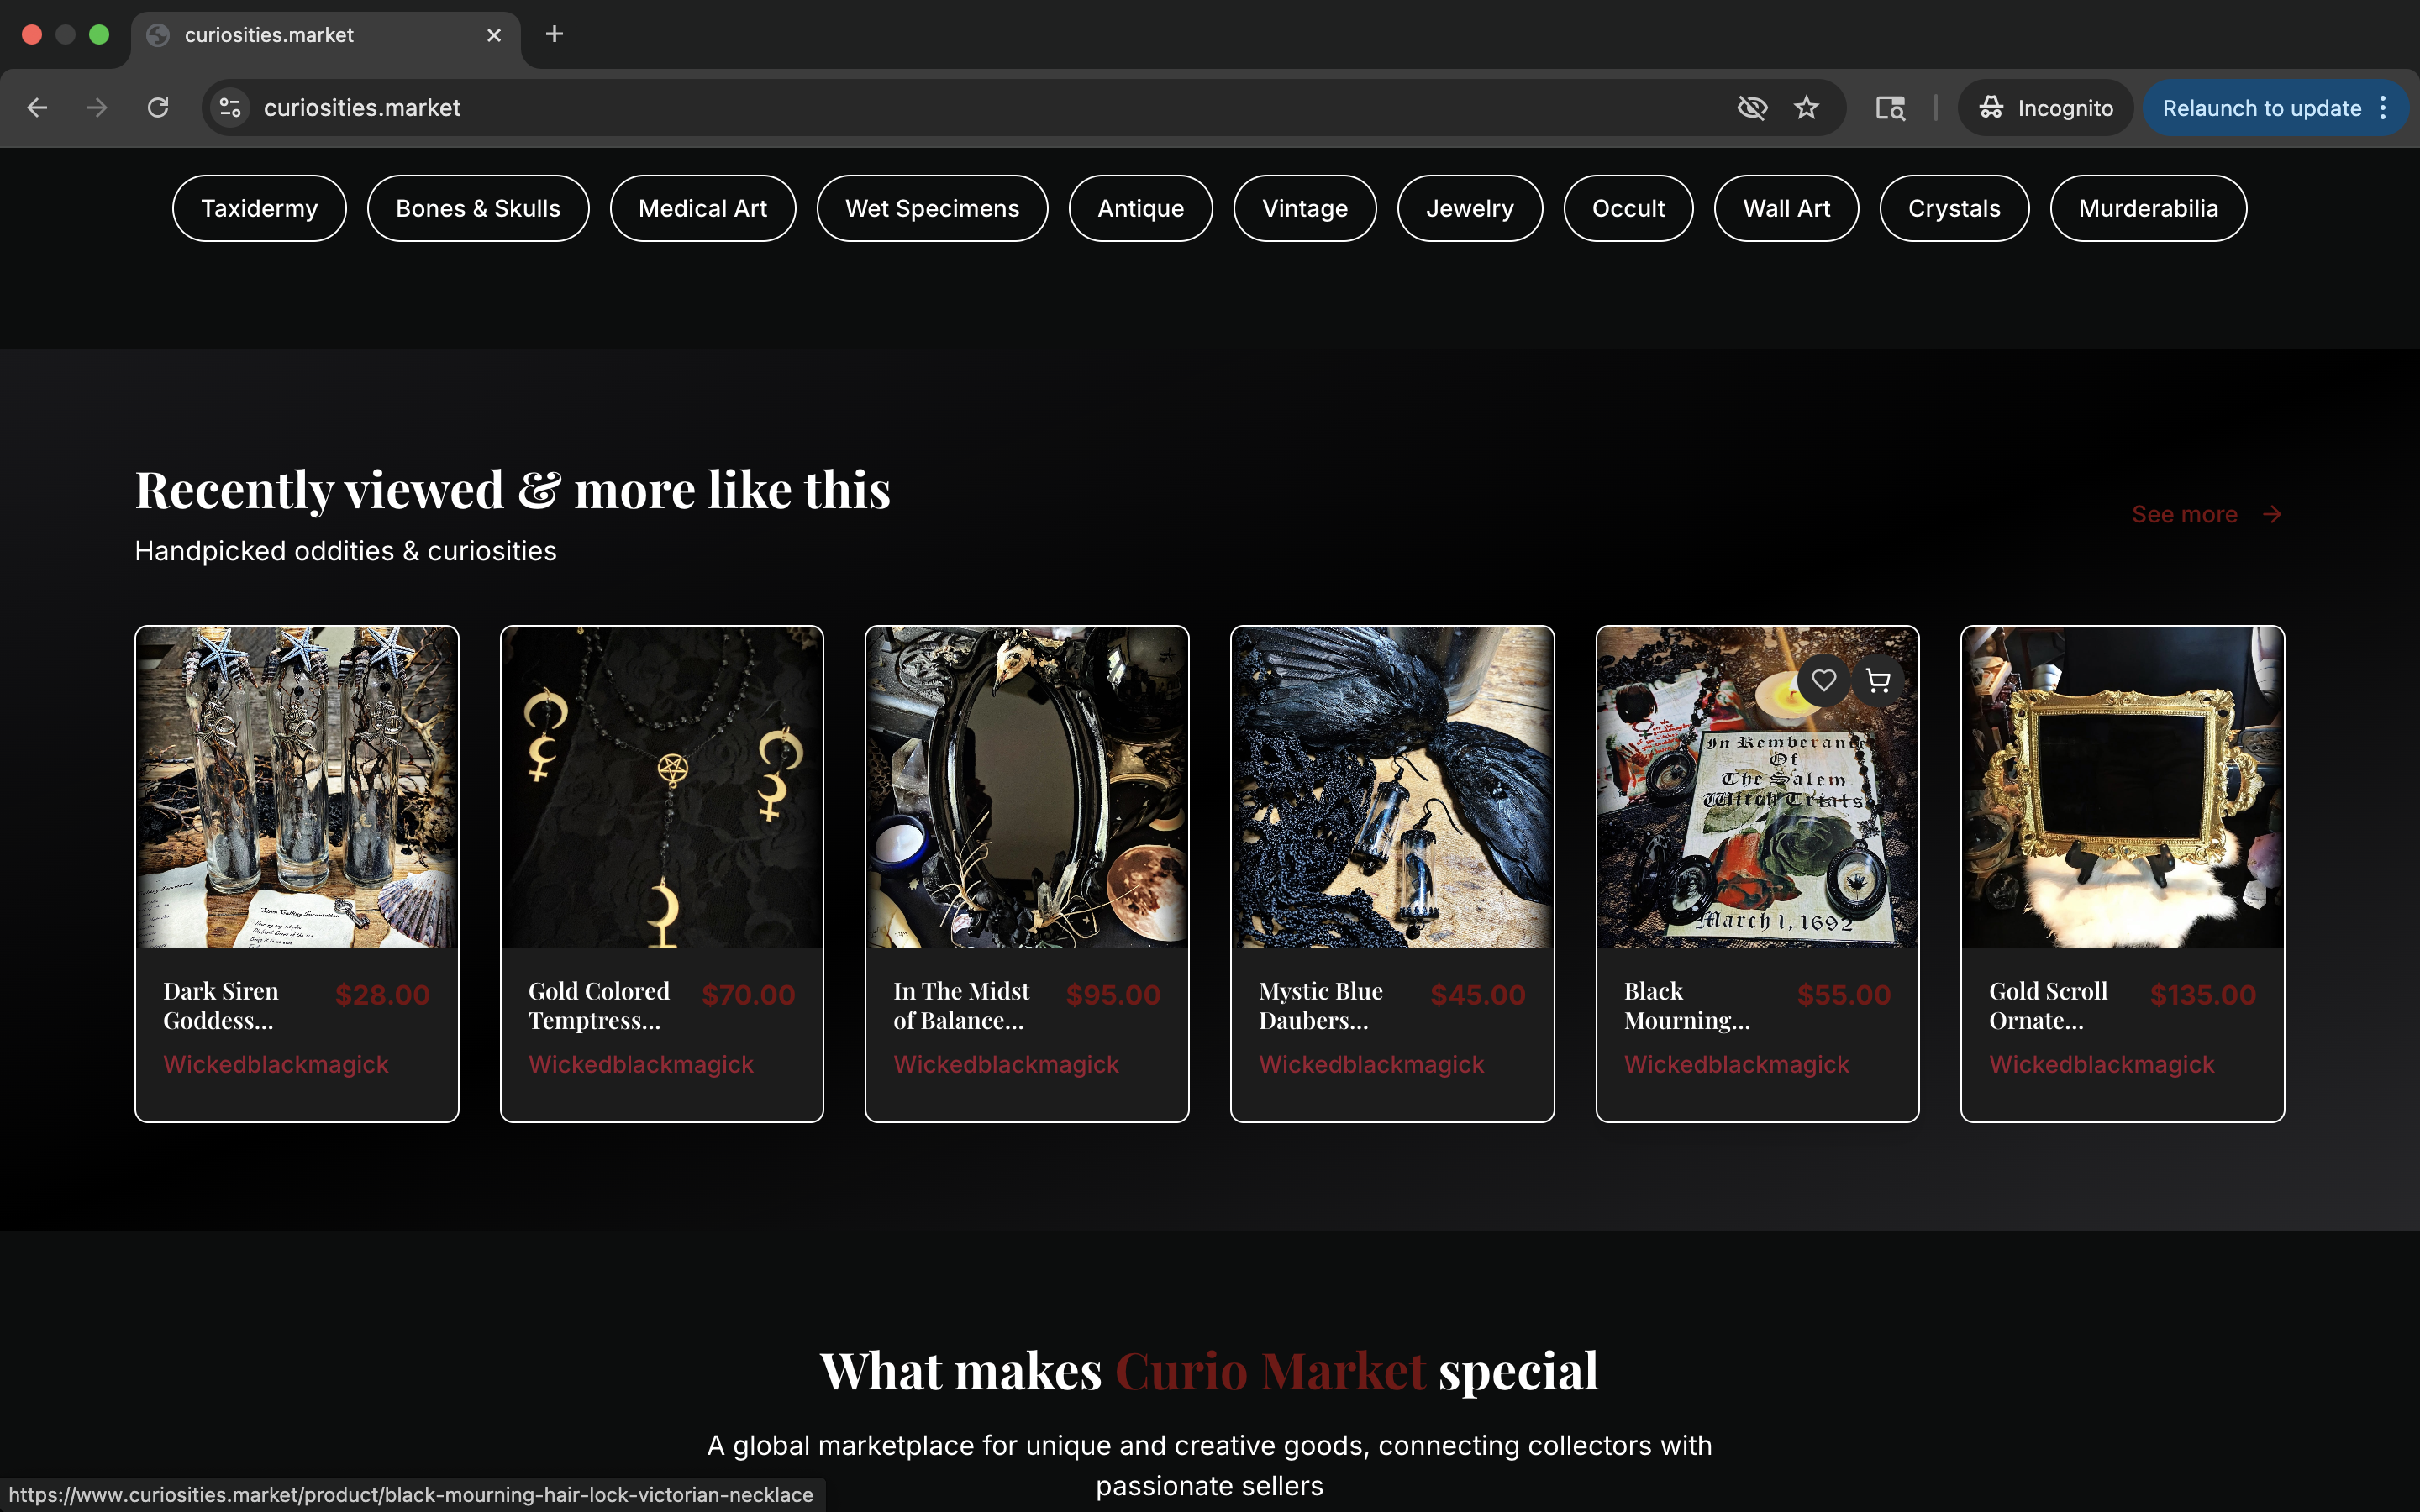 curiosities.market
curiosities.market
Incognito
Relaunch to update
Taxidermy
Bones & Skulls
Medical Art
Wet Specimens
Antique
Vintage
Jewelry
Occult
Wall Art
Crystals
Murderabilia
Recently viewed & more like this
Handpicked oddities & curiosities
See more
In Remberance
Of
The Salem
Witch Trials
March 1, 1692
Dark Siren
Goddess...
$28.00
Wickedblackmagick
Gold Colored
Temptress...
$70.00
Wickedblackmagick
In The Midst
of Balance...
$95.00
Wickedblackmagick
Mystic Blue
Daubers...
$45.00
Wickedblackmagick
Black
Mourning...
$55.00
Wickedblackmagick
Gold Scroll
Ornate...
$135.00
Wickedblackmagick
What makes Curio Market special
A global marketplace for unique and creative goods, connecting collectors with
passionate sellers
https://www.curiosities.market/product/black-mourning-hair-lock-victorian-necklace